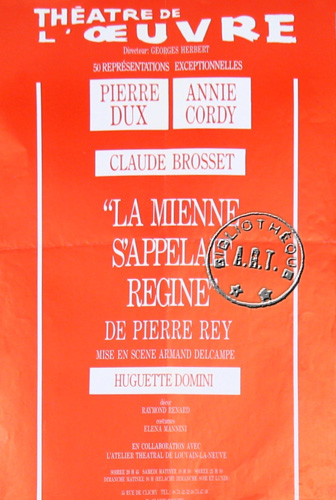 THÉATRE DE
L'ŒUVRE
Directeur: GEORGES HERBERT
50 REPRÉSENTATIONS EXCEPTIONNELLES
PIERRE DUX
ANNIE CORDY
CLAUDE BROSSET
"LA MIENNE
S'APPELA
REGINE"
BIBLIOTHÈQUE
A.R.T.
DE PIERRE REY
MISE EN SCENE ARMAND DELCAMPE
HUGUETTE DOMINI
décor
RAYMOND RENARD
costumes
ELENA MANNINI
EN COLLABORATION AVEC
L'ATELIER THEATRAL DE LOUVAIN-LA-NEUVE